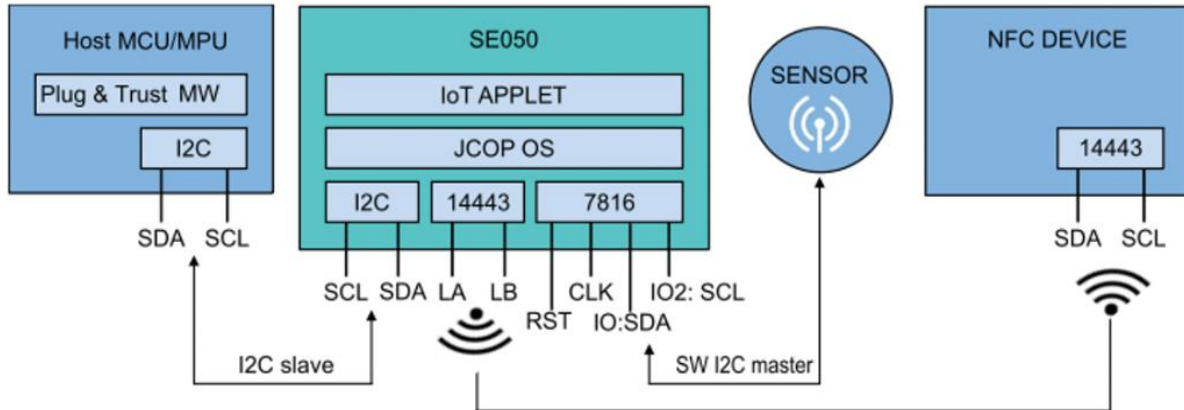 Host MCU/MPU
Plug & Trust MW
I2C
SDA SCL
SE050
IoT APPLET
JCOP OS
I2C 14443 7816
SCL SDA LA LB CLK IO2: SCL
RST IO:SDA
I2C slave
SW I2C master
SENSOR
NFC DEVICE
14443
SDA SCL